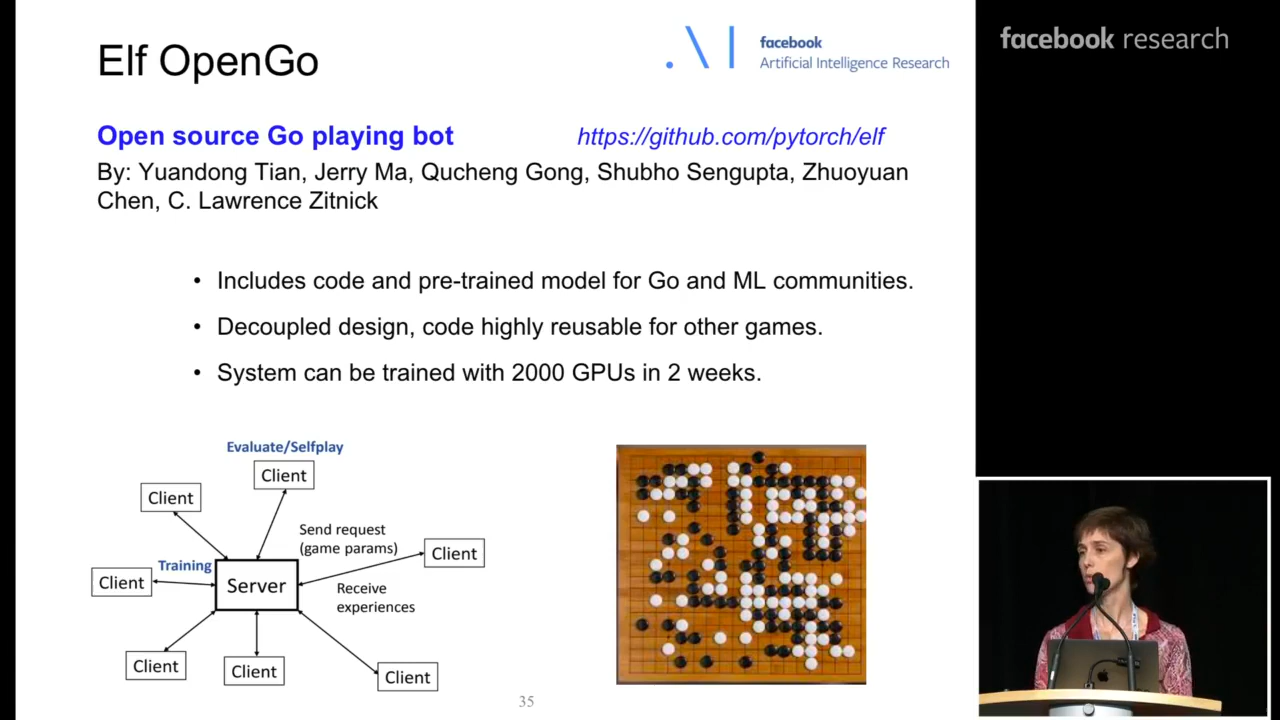 Elf OpenGo
facebook
Artificial Intelligence Research
facebook research
Open source Go playing bot
https://github.com/pytorch/elf
By: Yuandong Tian, Jerry Ma, Qucheng Gong, Shubho Sengupta, Zhuoyuan
Chen, C. Lawrence Zitnick
• Includes code and pre-trained model for Go and ML communities.
• Decoupled design, code highly reusable for other games.
• System can be trained with 2000 GPUs in 2 weeks.
Evaluate/Selfplay
Client
Client
Send request
(game params)
Client
Training
Client
Server
Receive
experiences
Client
Client
Client
35